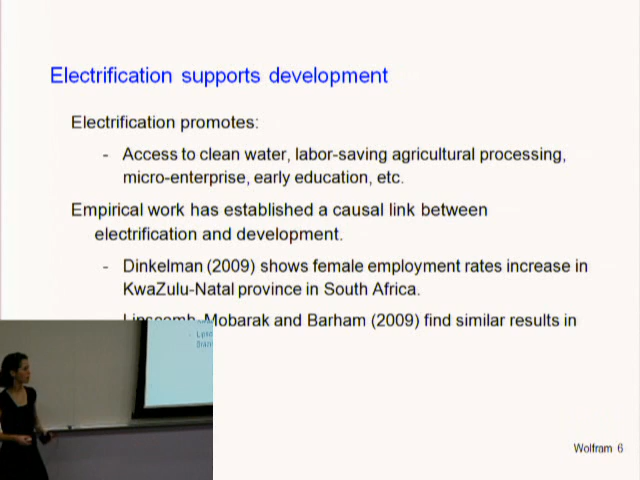 Electrification supports development
Electrification promotes:
- Access to clean water, labor-saving agricultural processing,
micro-enterprise, early education, etc.
Empirical work has established a causal link between
electrification and development.
- Dinkelman (2009) shows female employment rates increase in
KwaZulu-Natal province in South Africa.
Mobarak and Barham (2009) find similar results in
Wolfram 6